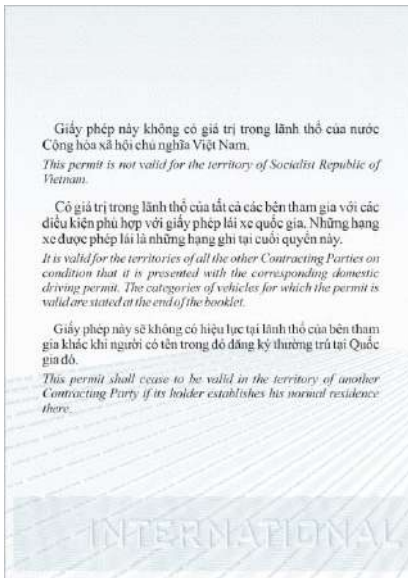 Giấy phép này không có giá trị trong lãnh thổ của nước
Cộng hòa xã hội chủ nghĩa Việt Nam.
This permit is not valid for the territory of Socialist Republic of
Vietnam.
Có giá trị trong lãnh thổ của tất cả các bên tham gia với các
điều kiện phù hợp với giấy phép lái xe quốc gia. Những hạng
xe được phép lái là những hạng ghi tại cuối quyển này.
It is valid for the territories of all the other Contracting Parties on
condition that it is presented with the corresponding domestic
driving permit. The categories of vehicles for which the permit is
valid are stated at the end of the booklet.
Giấy phép này sẽ không có hiệu lực tại lãnh thổ của bên tham
gia khác khi người có tên trong đó đăng ký thường trú tại Quốc
gia đó.
This permit shall cease to be valid in the territory of another
Contracting Party if its holder establishes his normal residence
there.
INTERNATIONAL